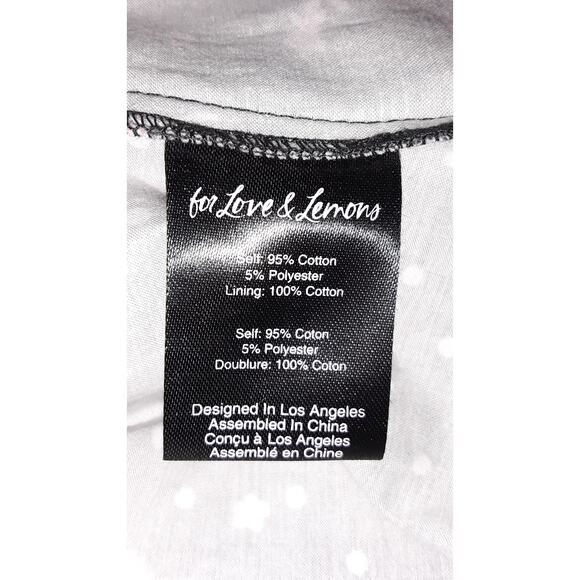 for Love & Lemons
Self: 95% Cotton
5% Polyester
Lining: 100% Cotton
Self: 95% Coton
5% Polyester
Doublure: 100% Coton
Designed In Los Angeles
Assembled In China
Conçu à Los Angeles
Assemblé en Chine